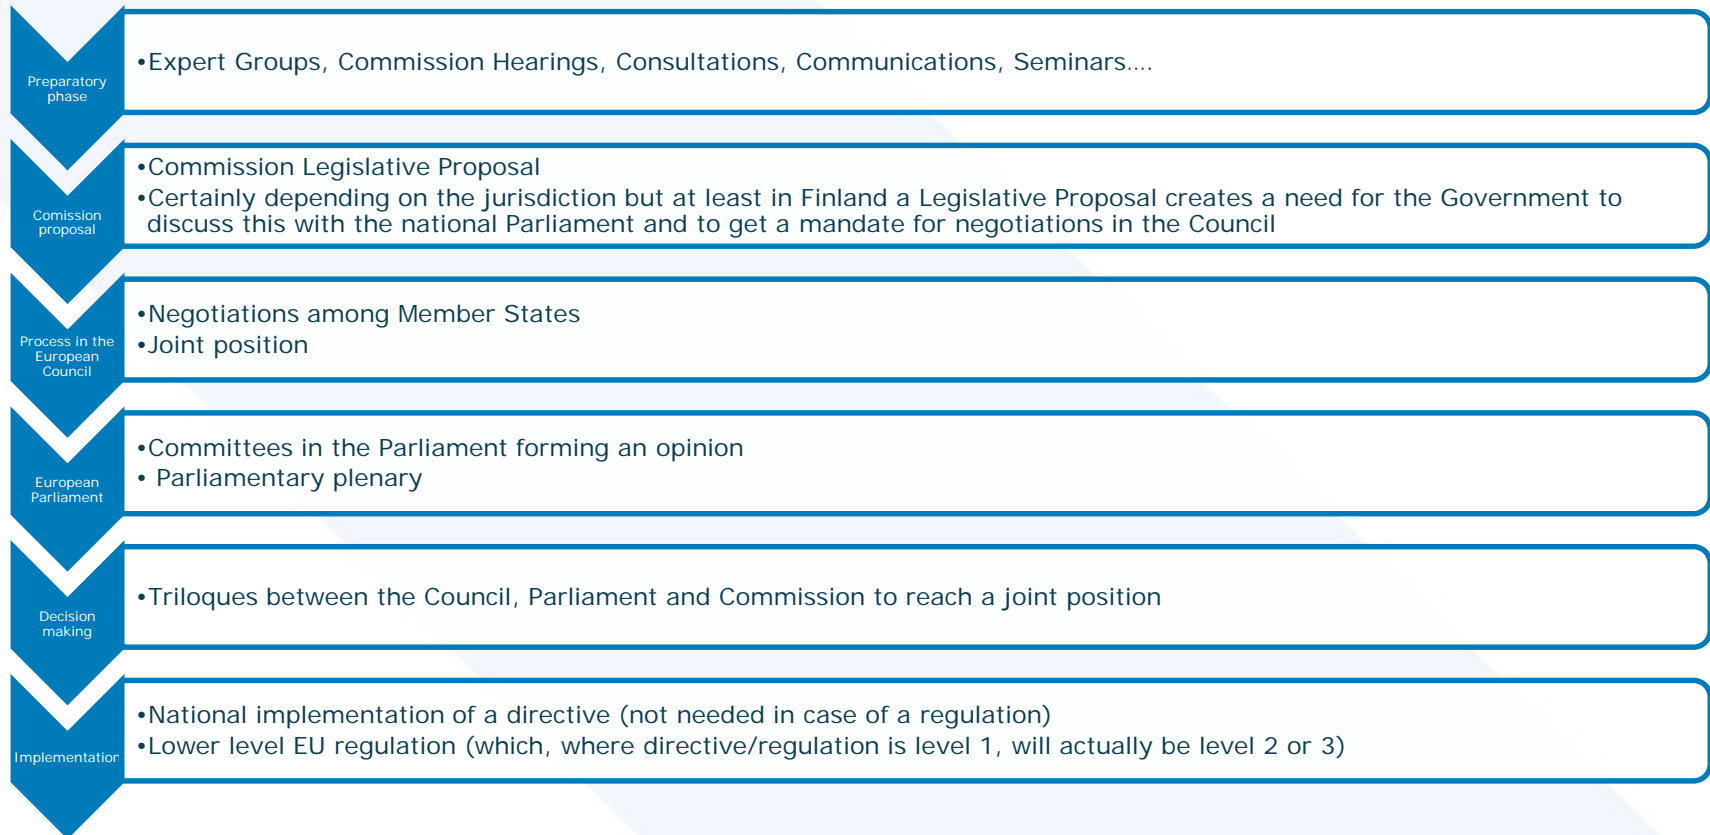 Preparatory
phase
•Expert Groups, Commission Hearings, Consultations, Communications, Seminars....
Comission
proposal
•Commission Legislative Proposal
•Certainly depending on the jurisdiction but at least in Finland a Legislative Proposal creates a need for the Government to
discuss this with the national Parliament and to get a mandate for negotiations in the Council
Process in the
European
Council
•Negotiations among Member States
•Joint position
European
Parliament
•Committees in the Parliament forming an opinion
• Parliamentary plenary
Decision
making
•Triloques between the Council, Parliament and Commission to reach a joint position
Implementation
•National implementation of a directive (not needed in case of a regulation)
•Lower level EU regulation (which, where directive/regulation is level 1, will actually be level 2 or 3)